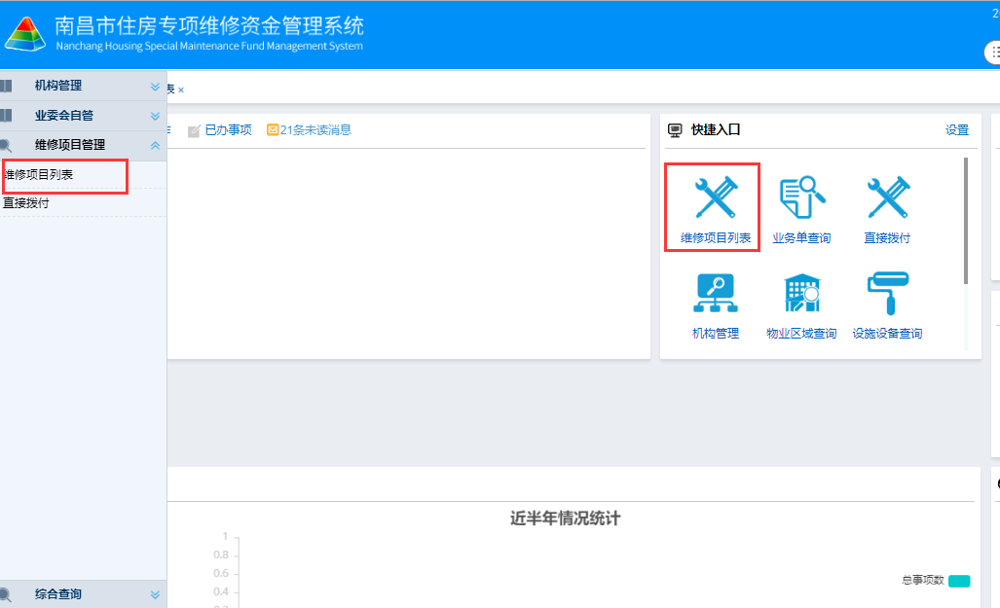 南昌市住房专项维修资金管理系统
Nanchang Housing Special Maintenance Fund Management System
2
机构管理
表 ×
业委会自管
已办事项 21条未读消息
快捷入口 设置
维修项目管理
维修项目列表
直接拨付
维修项目列表 业务单查询 直接拨付
机构管理 物业区域查询 设施设备查询
近半年情况统计
1
0.8
0.6
总事项数
0.4
综合查询